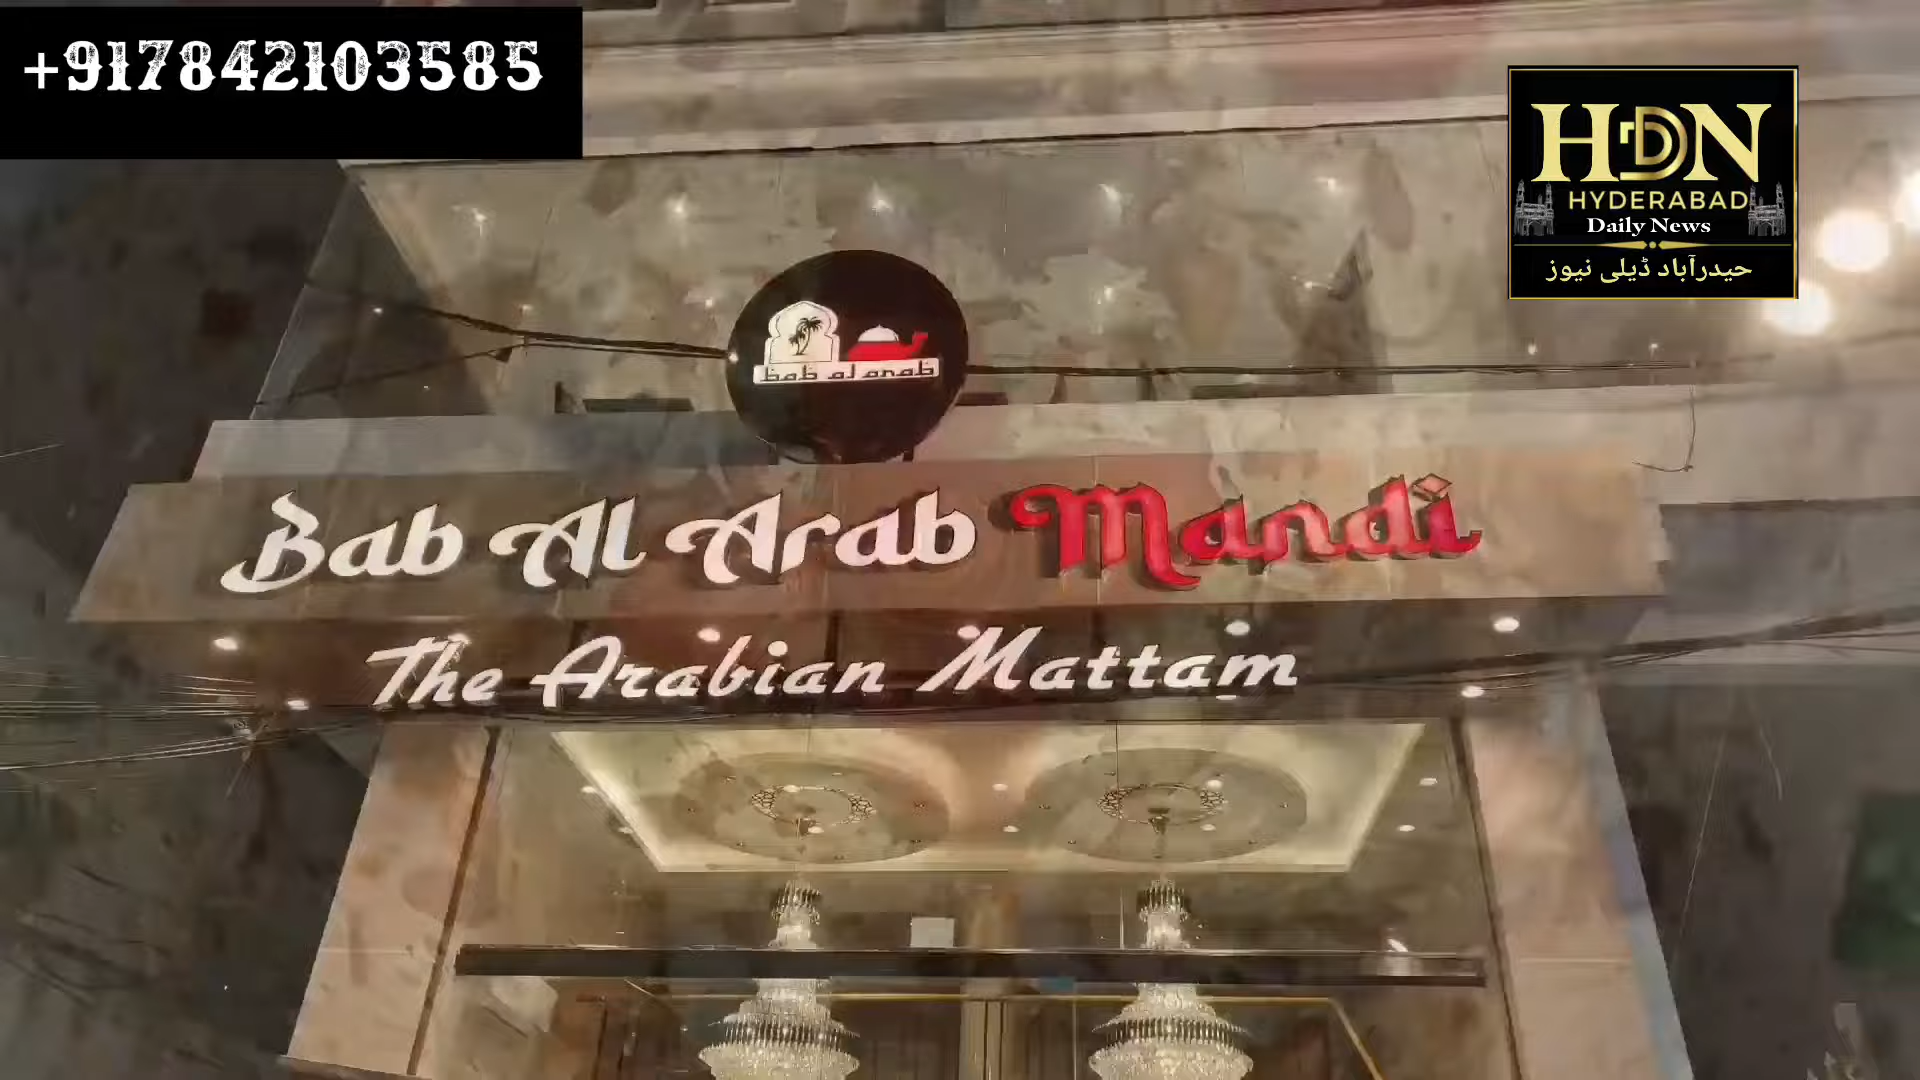 +917842103585
HDN
HYDERABAD
Daily News
حیدرآباد ڈیلی نیوز
bab al arab
Bab Al Arab Mandi
The Arabian Mattam